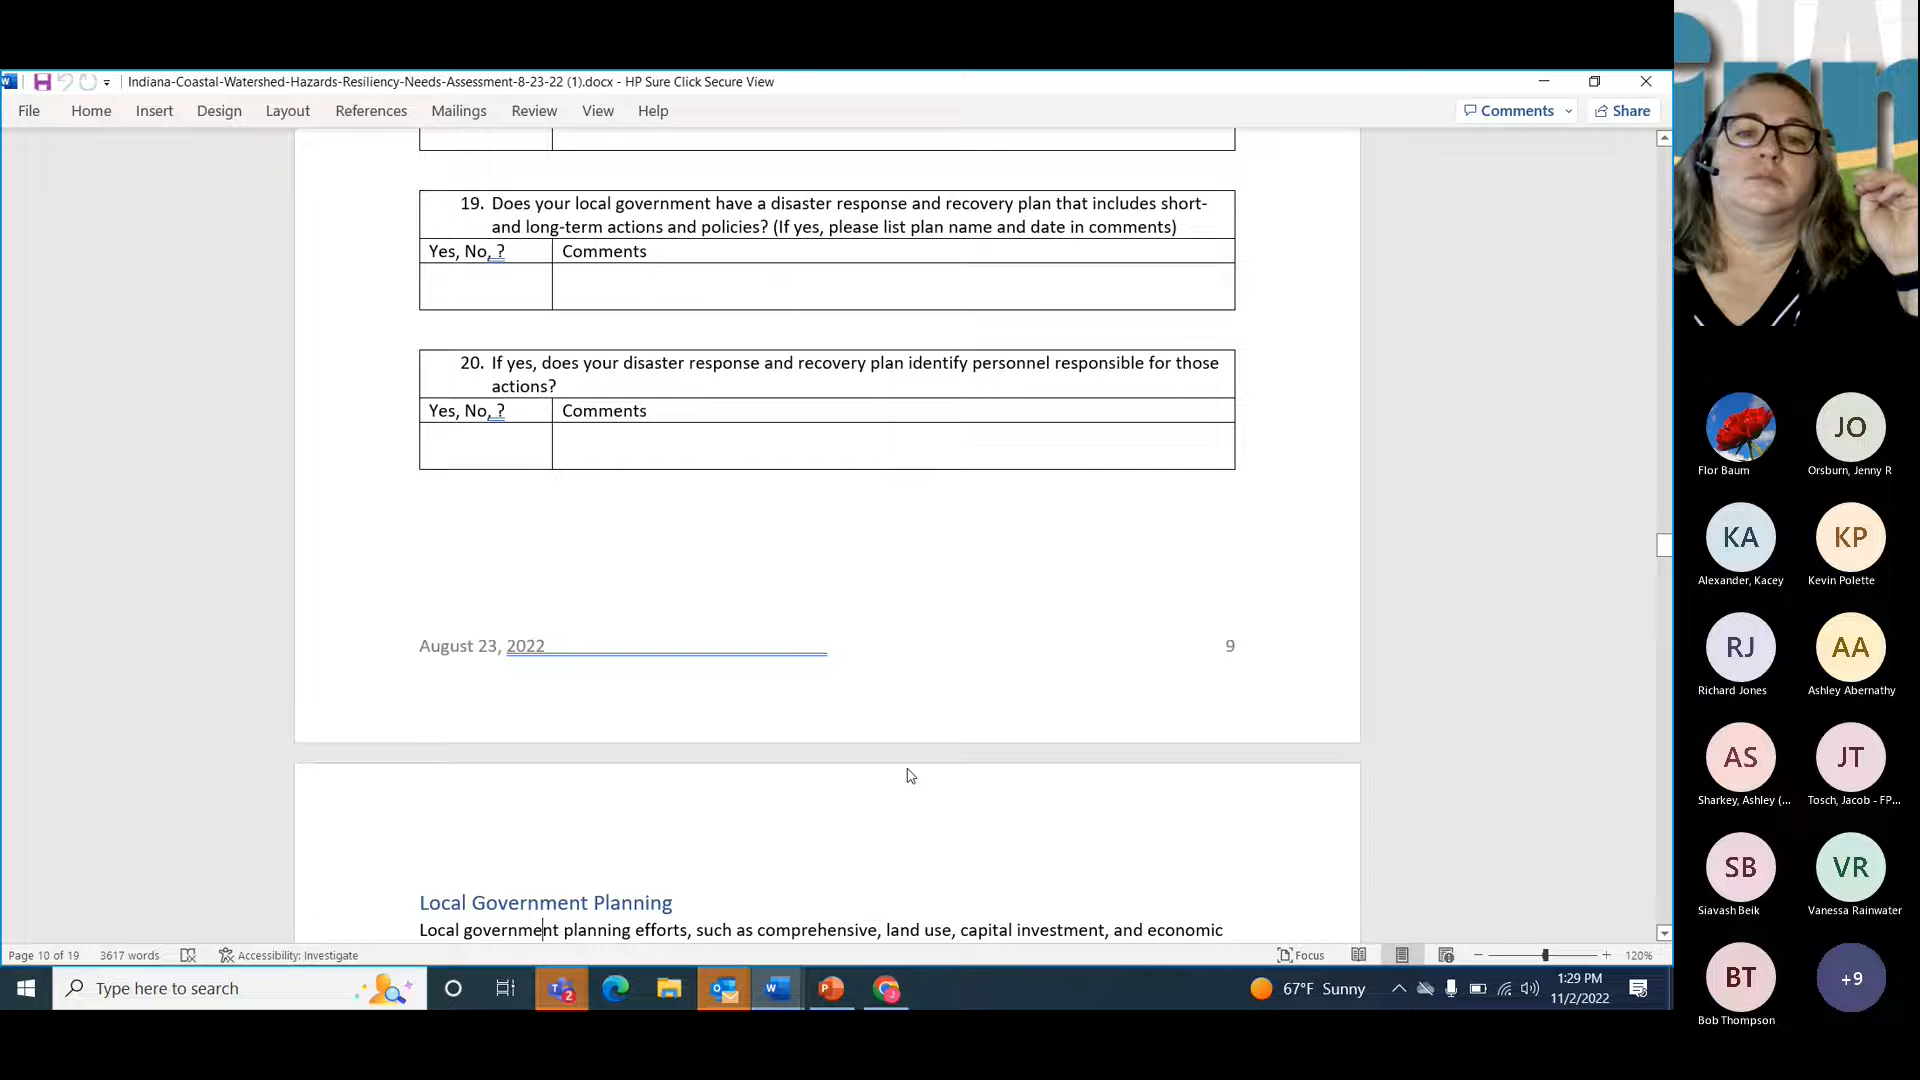 Indiana-Coastal-Watershed-Hazards-Resiliency-Needs-Assessment-8-23-22 (1).docx - HP Sure Click Secure View
File Home Insert Design Layout References Mailings Review View Help Comments Share
19. Does your local government have a disaster response and recovery plan that includes short-
and long-term actions and policies? (If yes, please list plan name and date in comments)
Yes, No, ? Comments
20. If yes, does your disaster response and recovery plan identify personnel responsible for those
actions?
Yes, No, ? Comments
August 23, 2022 9
Local Government Planning
Local government planning efforts, such as comprehensive, land use, capital investment, and economic
Page 10 of 19 3617 words Accessibility: Investigate Focus 120%
Type here to search
2
67°F Sunny
1:29 PM
11/2/2022
JO
Flor Baum Orsburn, Jenny R
KA KP
Alexander, Kacey Kevin Polette
RJ AA
Richard Jones Ashley Abernathy
AS JT
Sharkey, Ashley (... Tosch, Jacob - FP...
SB VR
Siavash Beik Vanessa Rainwater
BT +9
Bob Thompson